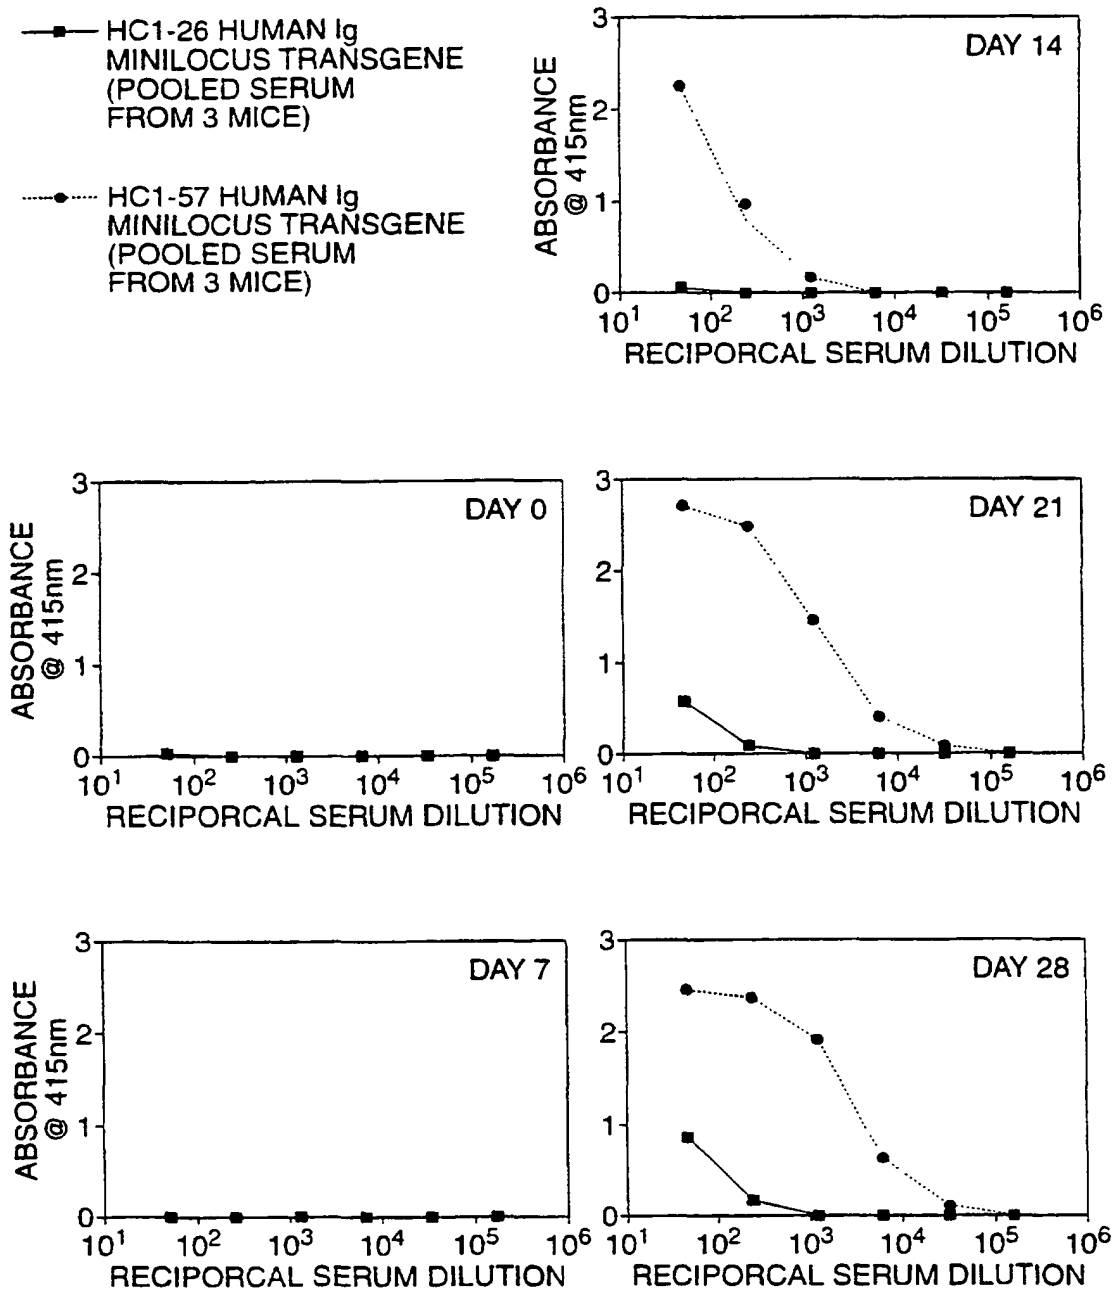 HC1-26 HUMAN Ig
MINILOCUS TRANSGENE
(POOLED SERUM
FROM 3 MICE)
HC1-57 HUMAN Ig
MINILOCUS TRANSGENE
(POOLED SERUM
FROM 3 MICE)
DAY 14
ABSORBANCE
@ 415nm
3
2
1
0
10¹ 10² 10³ 10⁴ 10⁵ 10⁶
RECIPORCAL SERUM DILUTION
DAY 0
ABSORBANCE
@ 415nm
3
2
1
0
10¹ 10² 10³ 10⁴ 10⁵ 10⁶
RECIPORCAL SERUM DILUTION
DAY 21
3
2
1
0
10¹ 10² 10³ 10⁴ 10⁵ 10⁶
RECIPORCAL SERUM DILUTION
DAY 7
ABSORBANCE
@ 415nm
3
2
1
0
10¹ 10² 10³ 10⁴ 10⁵ 10⁶
RECIPORCAL SERUM DILUTION
DAY 28
3
2
1
0
10¹ 10² 10³ 10⁴ 10⁵ 10⁶
RECIPORCAL SERUM DILUTION